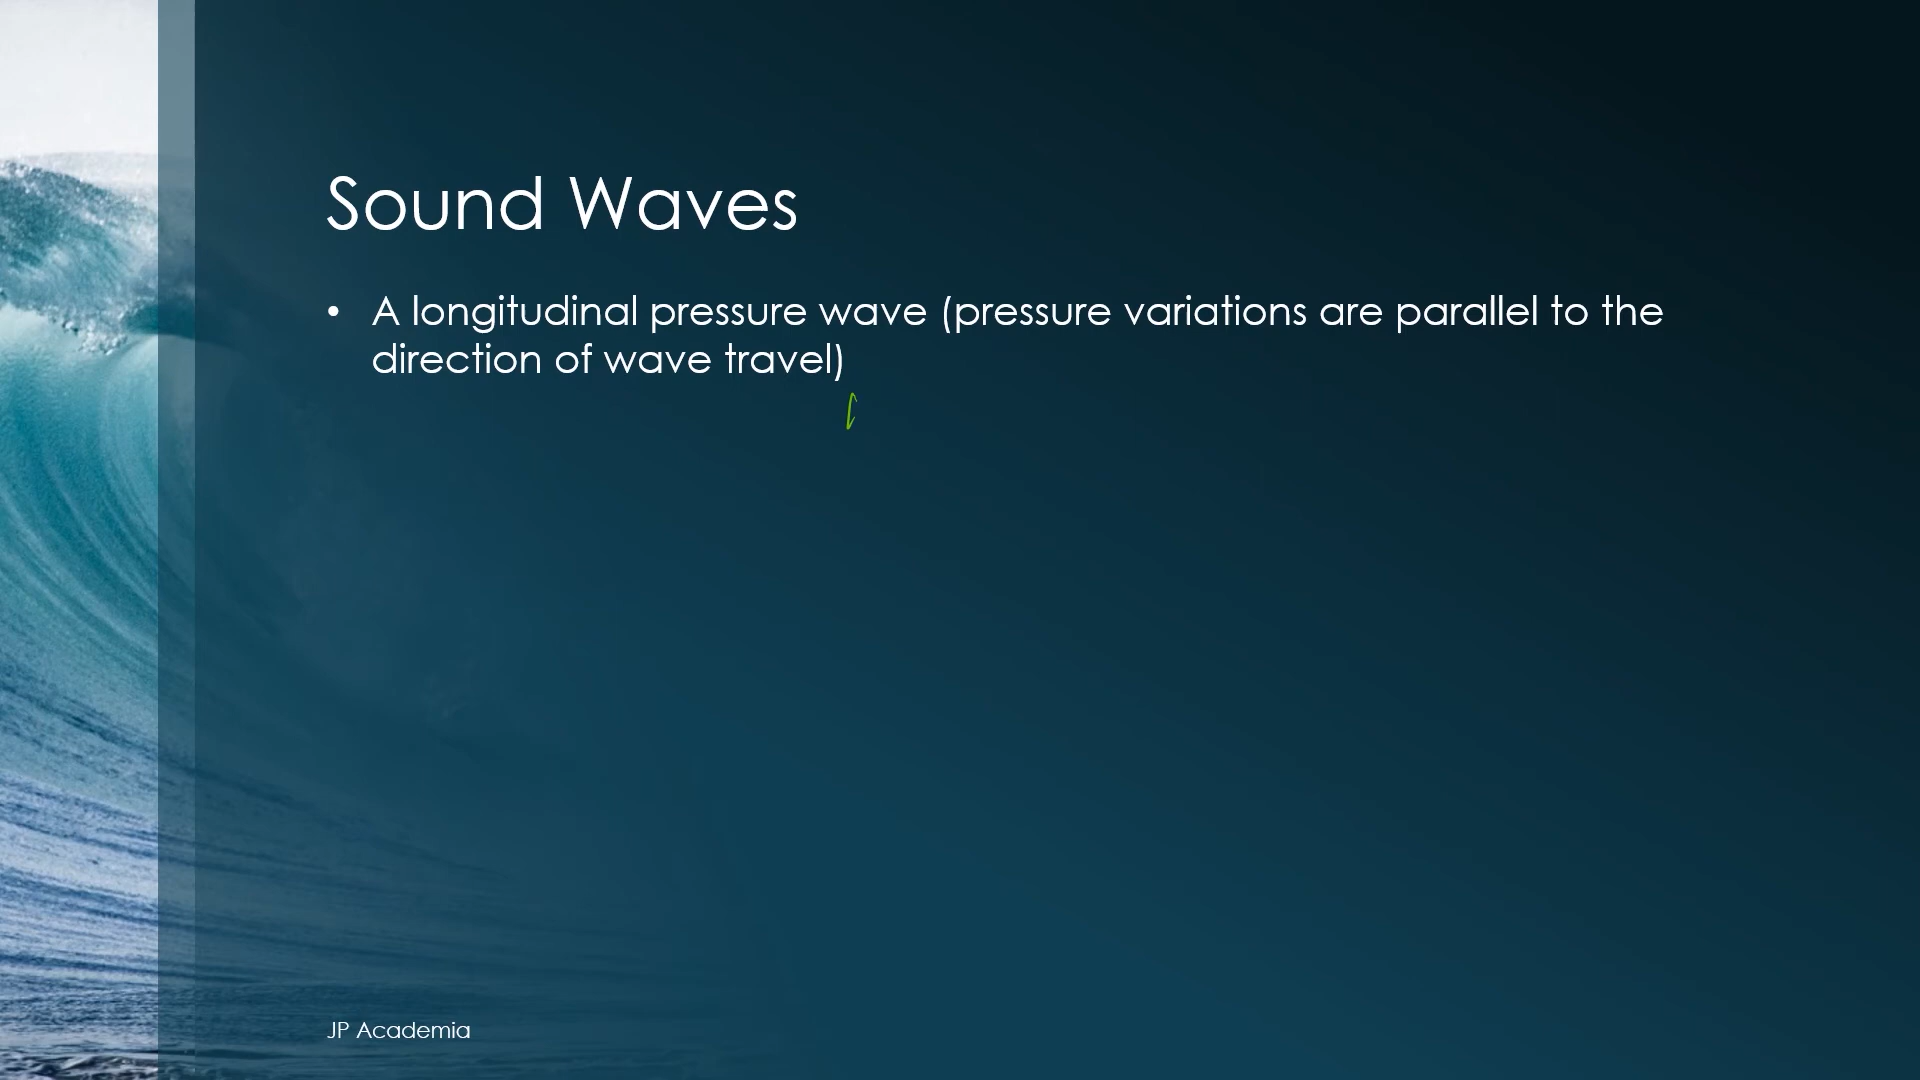 Sound Waves
• A longitudinal pressure wave (pressure variations are parallel to the
direction of wave travel)
JP Academia